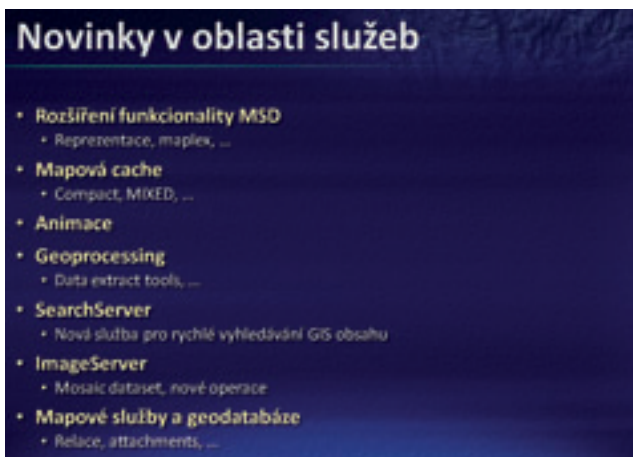 Novinky v oblasti služeb
• Rozšíření funkcionality MSD
• Reprezentace, maplex, ...
• Mapová cache
• Compact, MIXED, ...
• Animace
• Geoprocessing
• Data extract tools, ...
• SearchServer
• Nová služba pro rychlé vyhledávání GIS obsahu
• ImageServer
• Mosaic dataset, nové operace
• Mapové služby a geodatabáze
• Relace, attachments, ...